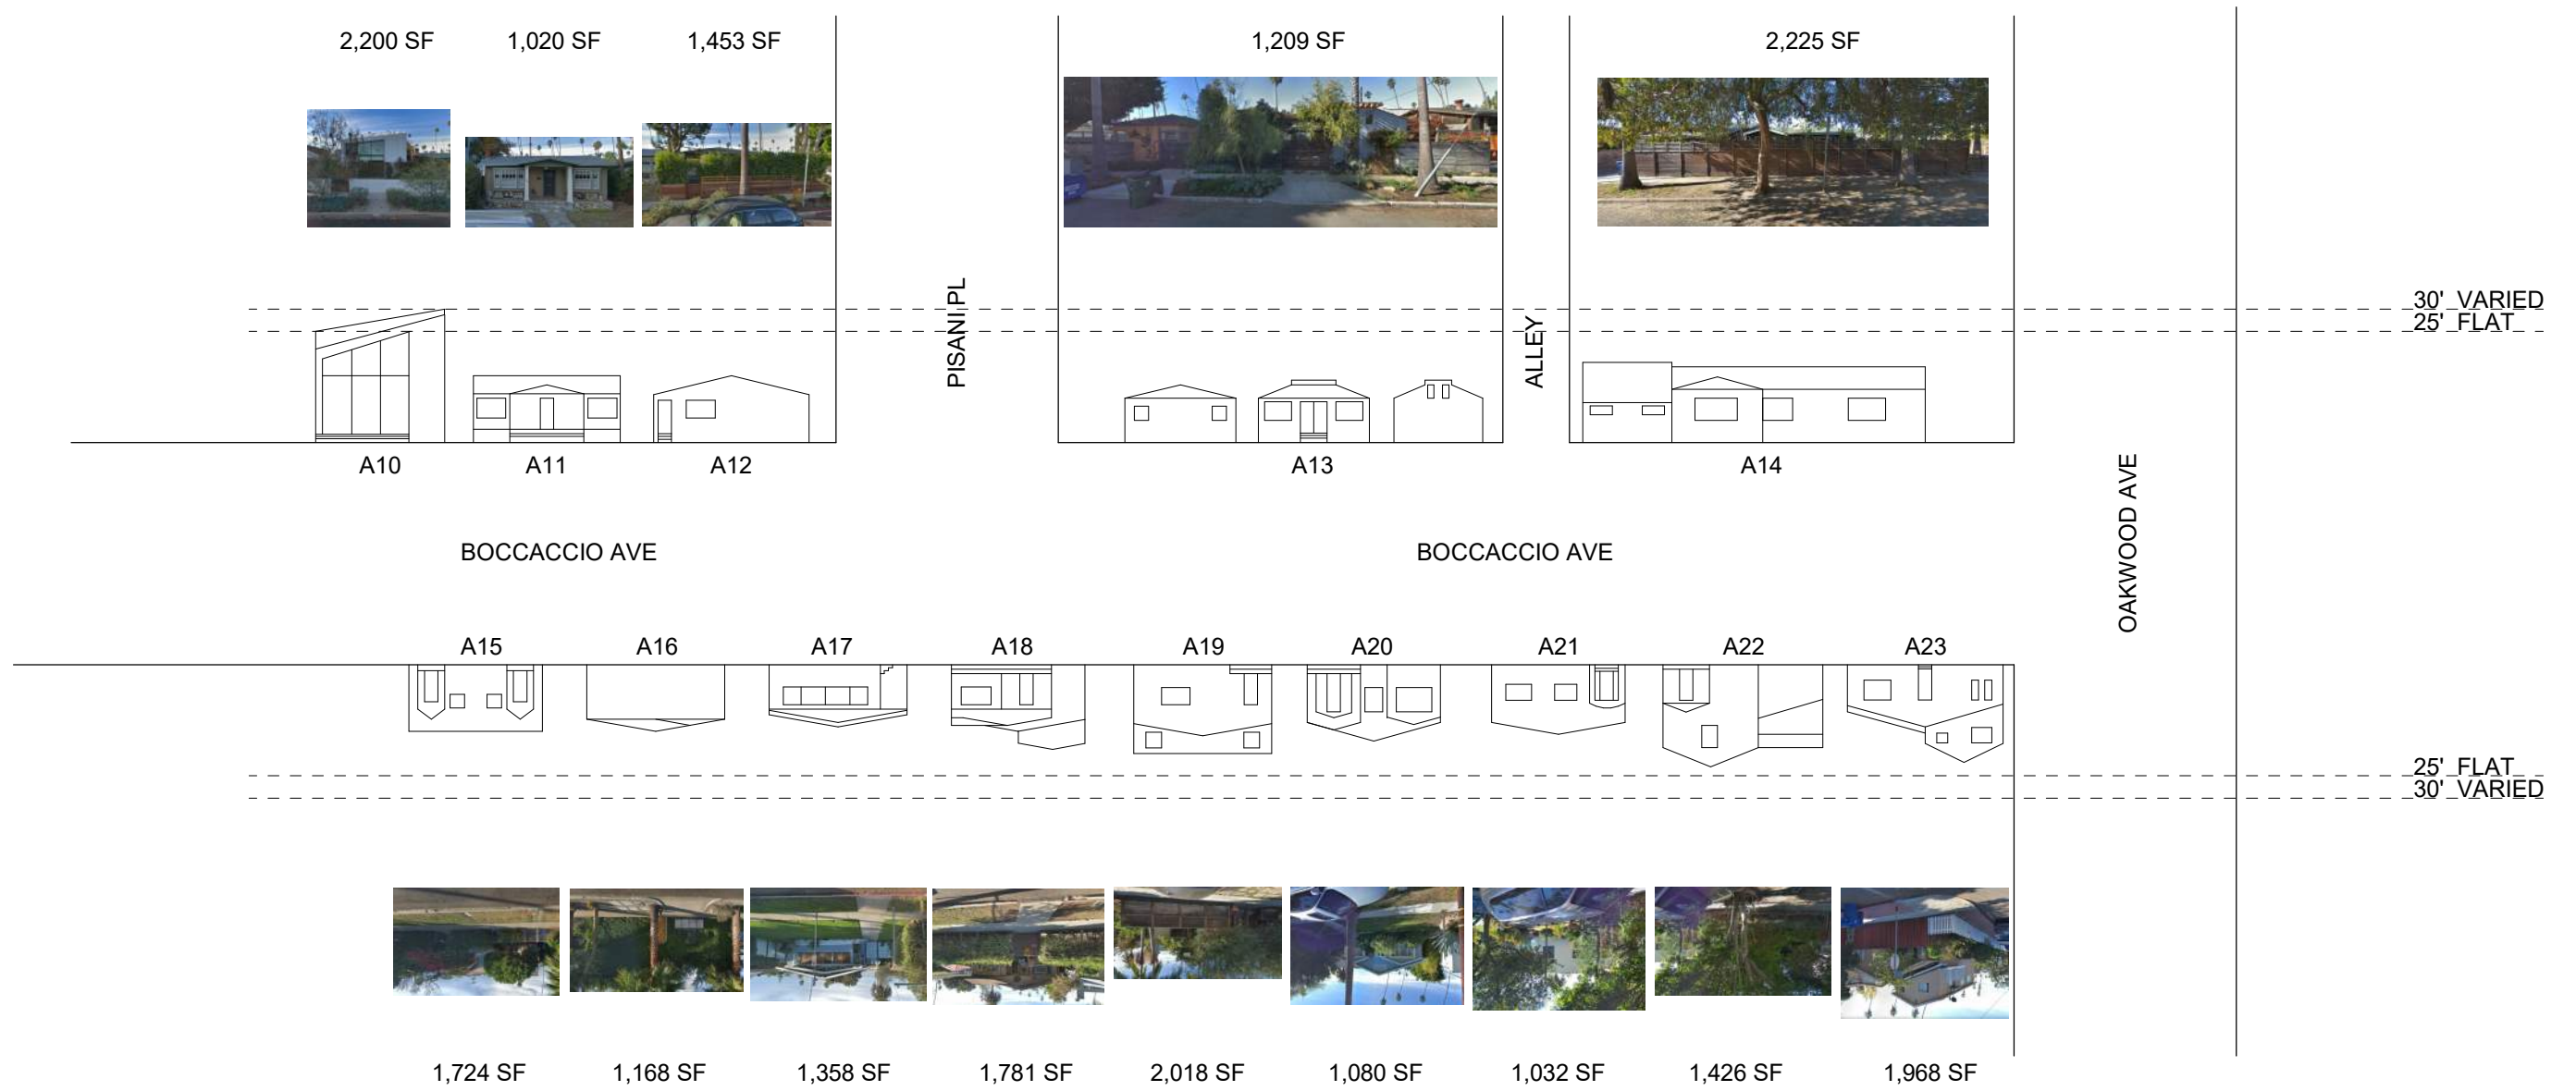 2,200 SF
1,020 SF
1,453 SF
1,209 SF
2,225 SF
PISANI PL
ALLEY
30' VARIED
25' FLAT
A10
A11
A12
A13
A14
OAKWOOD AVE
BOCCACCIO AVE
BOCCACCIO AVE
A15
A16
A17
A18
A19
A20
A21
A22
A23
25' FLAT
30' VARIED
1,724 SF
1,168 SF
1,358 SF
1,781 SF
2,018 SF
1,080 SF
1,032 SF
1,426 SF
1,968 SF